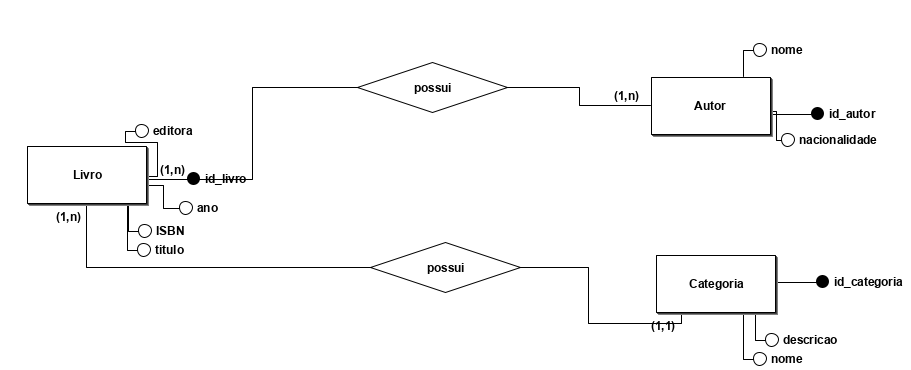 nome
possui
(1,n)
Autor
id_autor
editora
nacionalidade
(1,n)
Livro
id_livro
ano
(1,n)
ISBN
titulo
possui
Categoria
id_categoria
(1,1)
descricao
nome